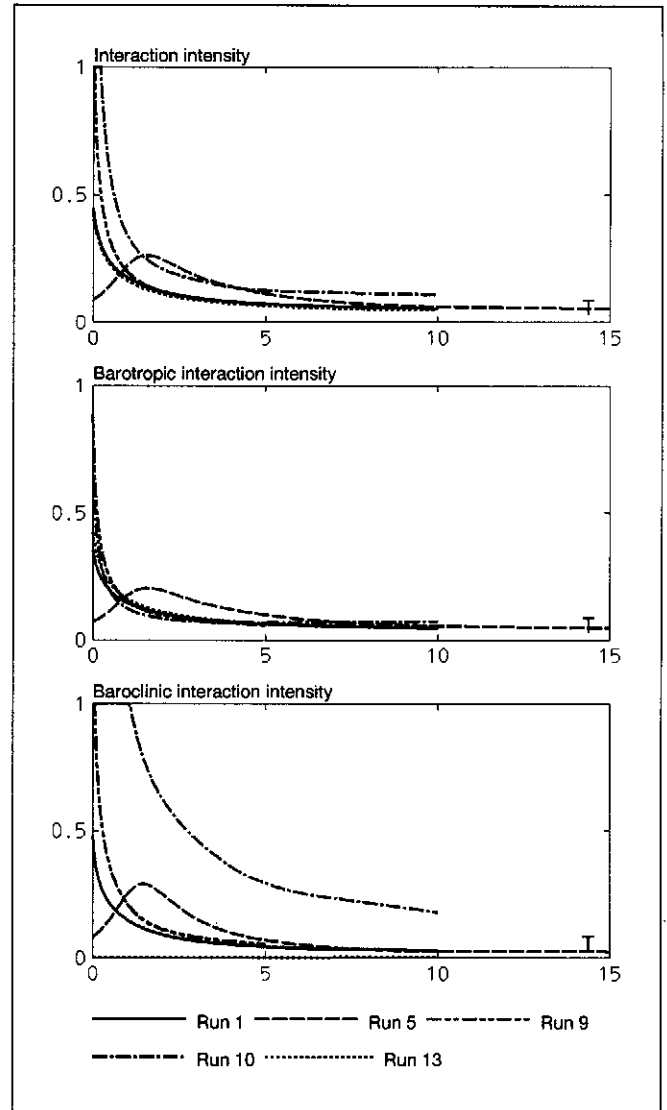 Interaction intensity
1
0.5
0
0 5 10 15
T
Barotropic interaction intensity
1
0.5
0
0 5 10 15
T
Baroclinic interaction intensity
1
0.5
0
0 5 10 15
T
Run 1 Run 5 Run 9
Run 10 Run 13